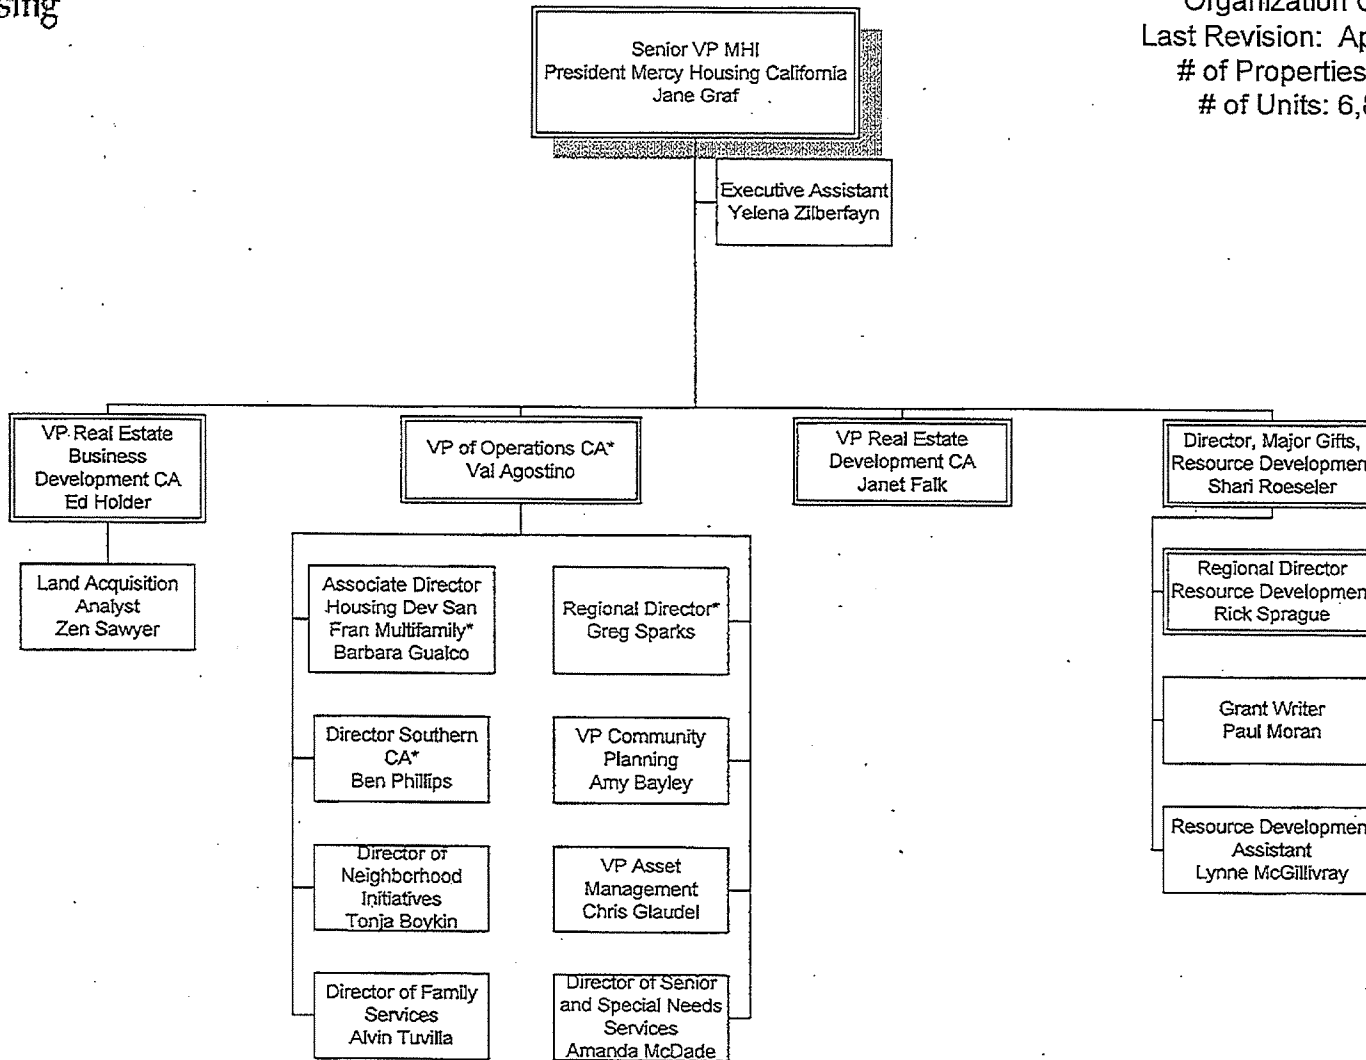 sing
Organization
Last Revision:
# of Properties
# of Units: 6,
Senior VP MHI
President Mercy Housing California
Jane Graf
Executive Assistant
Yelena Zilberfayn
VP Real Estate
Business
Development CA
Ed Holder
VP of Operations CA*
Val Agostino
VP Real Estate
Development CA
Janet Falk
Director, Major Gifts,
Resource Developmen
Shari Roeseler
Land Acquisition
Analyst
Zen Sawyer
Associate Director
Housing Dev San
Fran Multifamily*
Barbara Gualco
Regional Director*
Greg Sparks
Regional Director
Resource Developmen
Rick Sprague
Director Southern
CA*
Ben Phillips
VP Community
Planning
Amy Bayley
Grant Writer
Paul Moran
Director of
Neighborhood
Initiatives
Tonja Boykin
VP Asset
Management
Chris Glaudel
Resource Developmen
Assistant
Lynne McGillivray
Director of Family
Services
Alvin Tuvilla
Director of Senior
and Special Needs
Services
Amanda McDade